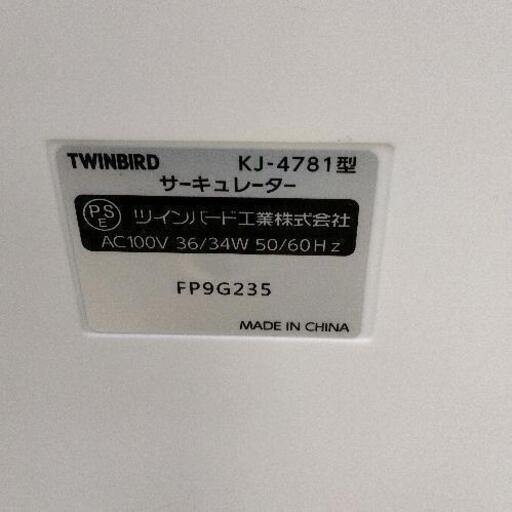 TWINBIRD KJ-4781型
サーキュレーター
PSE ツインバード工業株式会社
AC100V 36/34W 50/60Hz
FP9G235
MADE IN CHINA